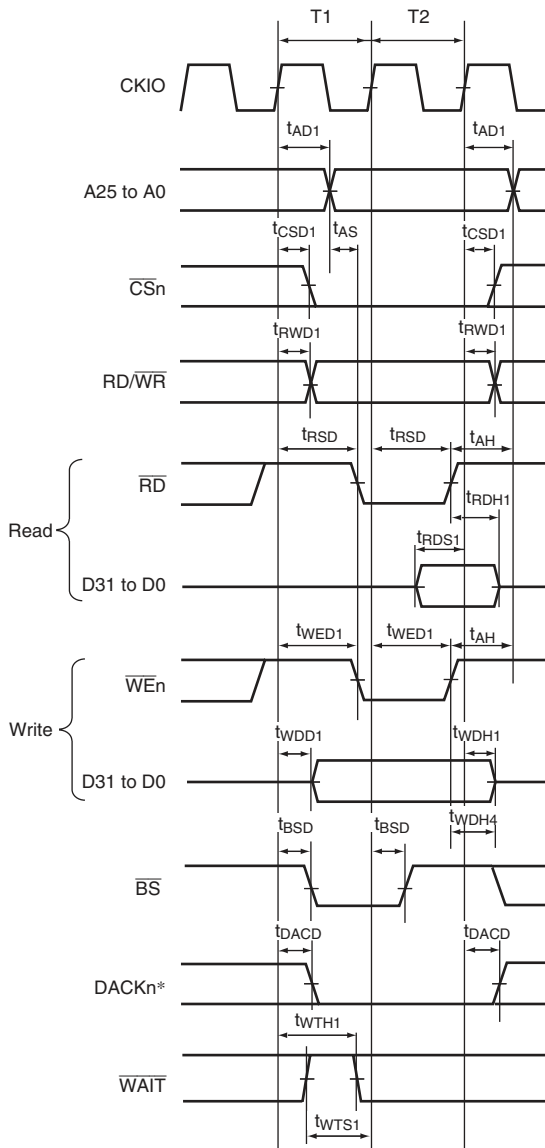 T1 T2
CKIO
tAD1 tAD1
A25 to A0
tCSD1 tAS tCSD1
CSn
tRWD1 tRWD1
RD/WR
tRSD tRSD tAH
RD
tRDH1
Read
tRDS1
D31 to D0
tWED1 tWED1 tAH
WEn
Write
tWDD1 tWDH1
D31 to D0
tWDH4
tBSD tBSD
BS
tDACD tDACD
DACKn*
tWTH1
WAIT
tWTS1